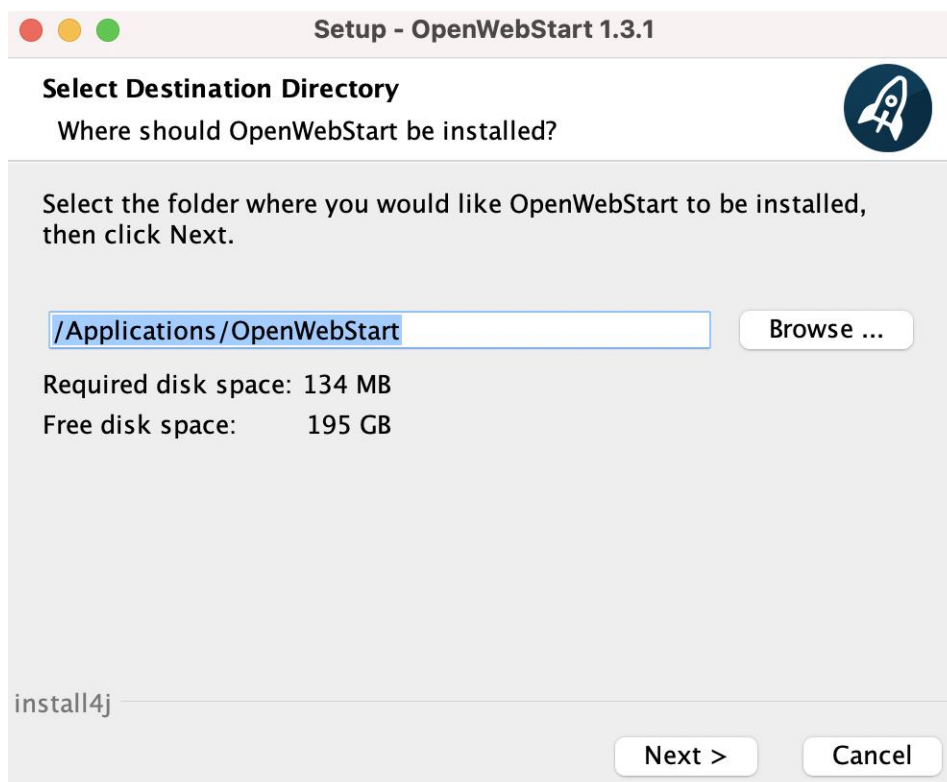 Setup - OpenWebStart 1.3.1
Select Destination Directory
Where should OpenWebStart be installed?
Select the folder where you would like OpenWebStart to be installed,
then click Next.
/Applications/OpenWebStart
Browse ...
Required disk space: 134 MB
Free disk space: 195 GB
install4j
Next >
Cancel